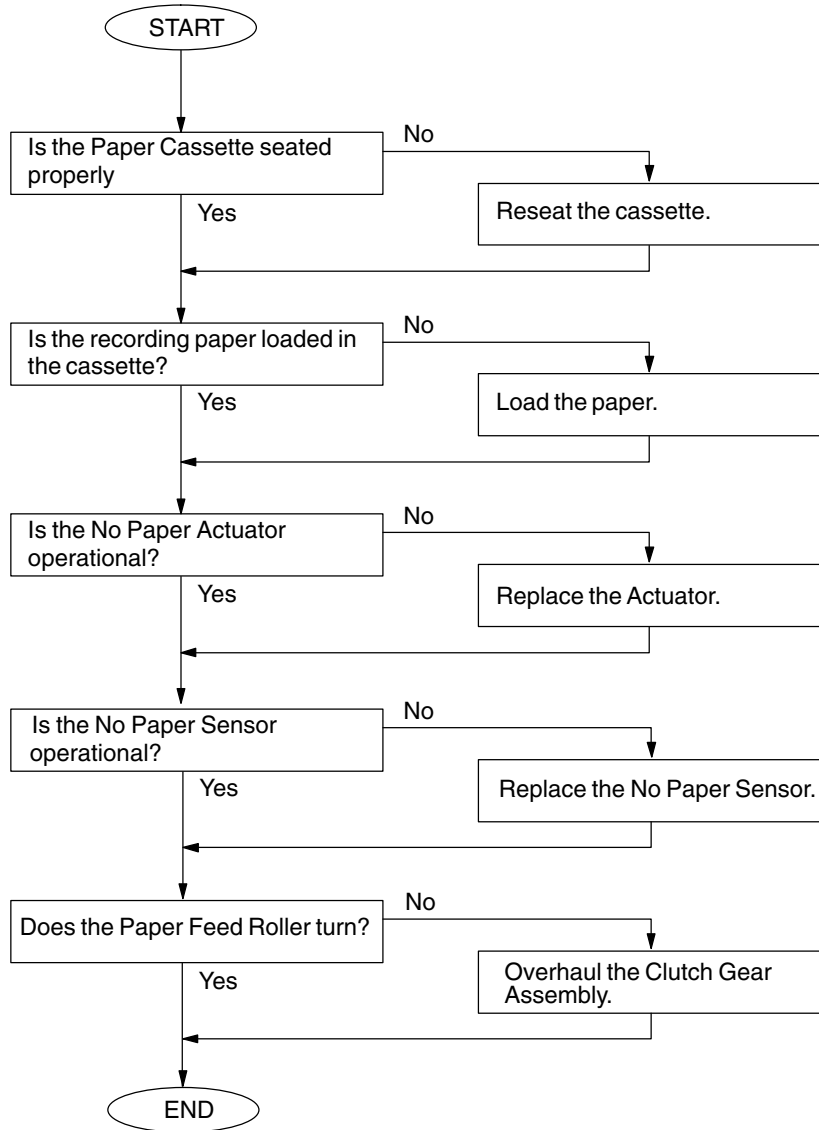 START
Is the Paper Cassette seated
properly
No
Yes
Reseat the cassette.
Is the recording paper loaded in
the cassette?
No
Yes
Load the paper.
Is the No Paper Actuator
operational?
No
Yes
Replace the Actuator.
Is the No Paper Sensor
operational?
No
Yes
Replace the No Paper Sensor.
Does the Paper Feed Roller turn?
No
Yes
Overhaul the Clutch Gear
Assembly.
END